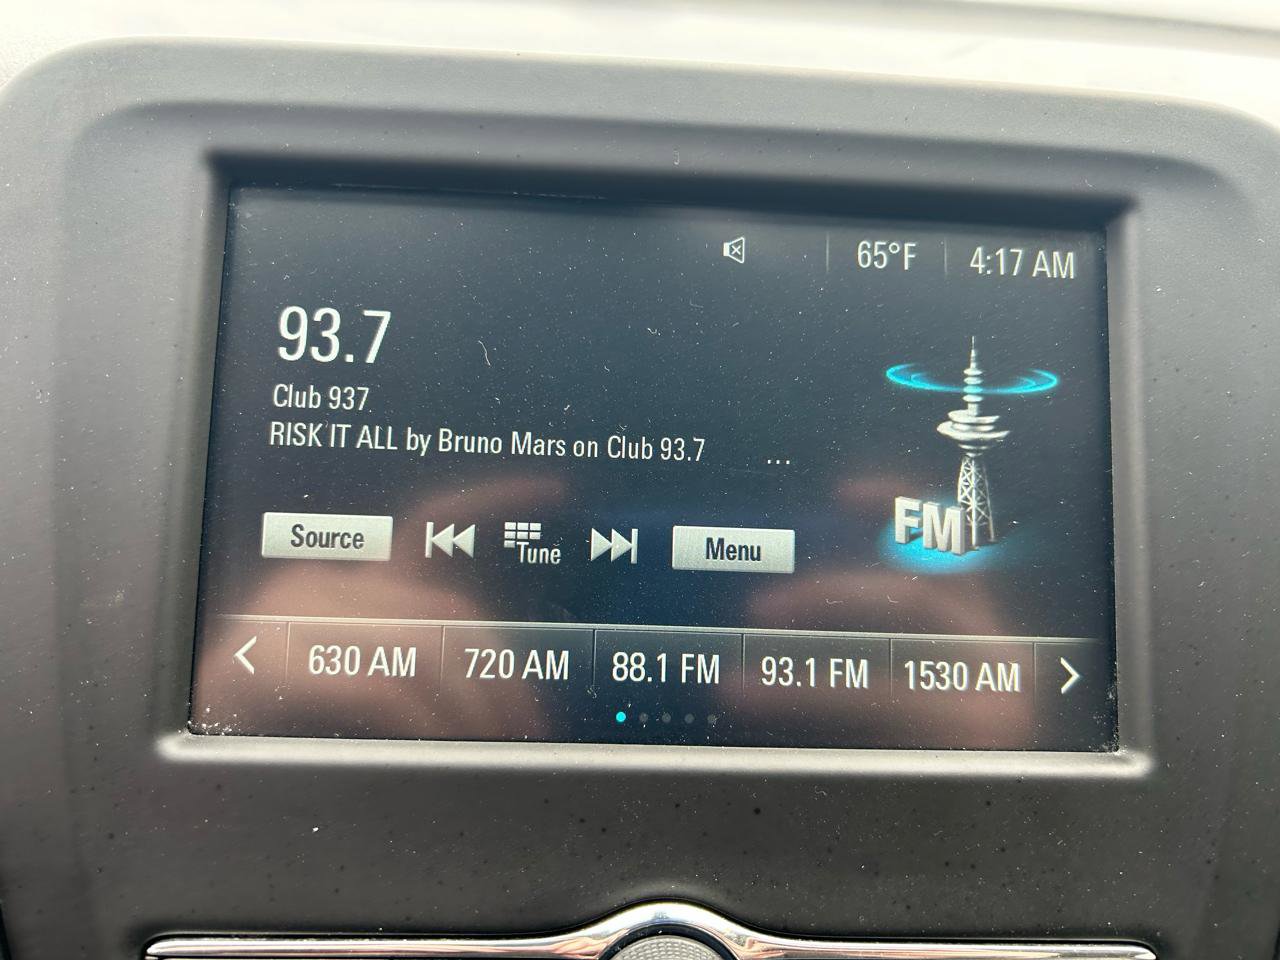 65°F 4:17 AM
93.7
Club 937
RISK IT ALL by Bruno Mars on Club 93.7 ...
FM
Source Tune Menu
630 AM 720 AM 88.1 FM 93.1 FM 1530 AM